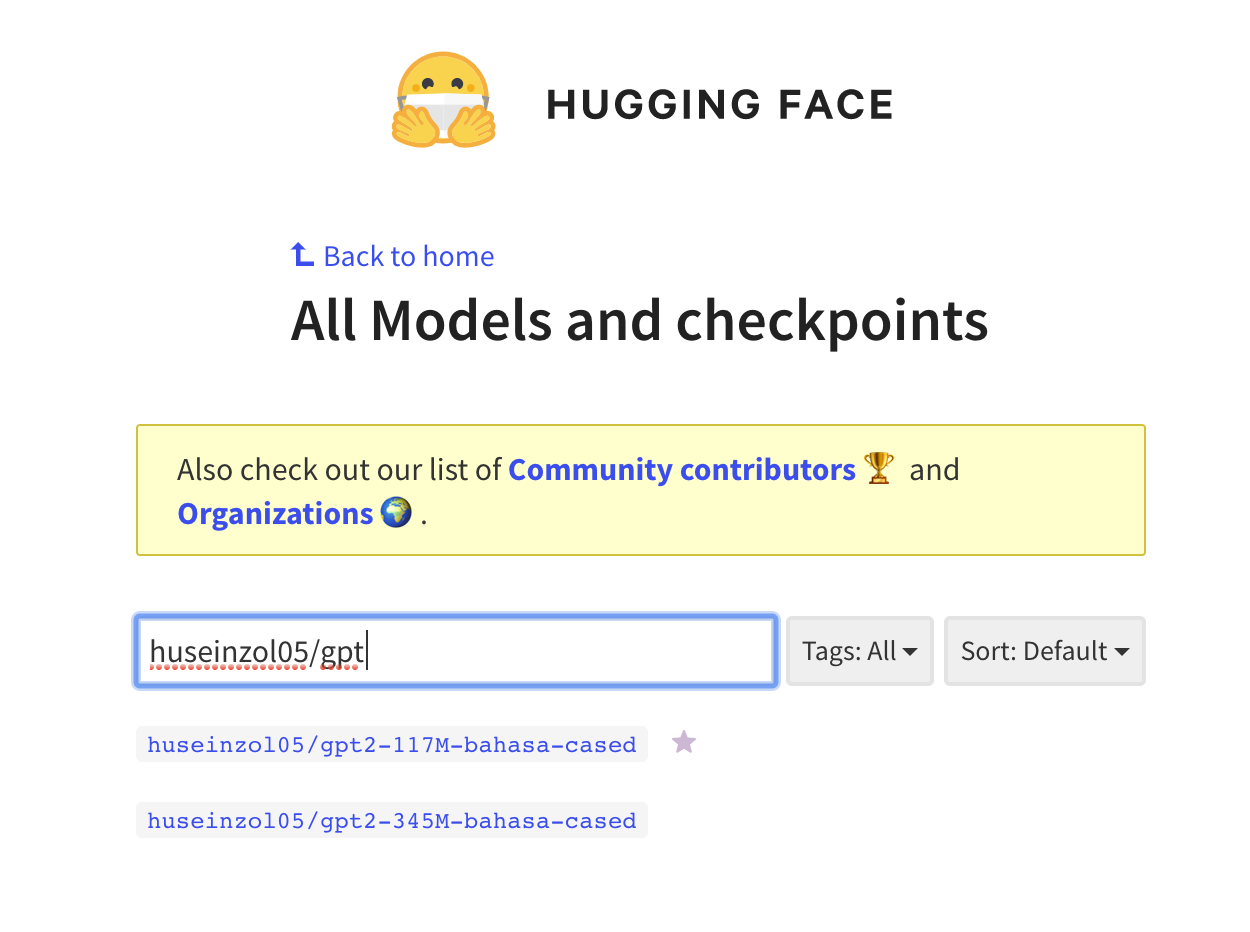 HUGGING FACE
Back to home
All Models and checkpoints
Also check out our list of Community contributors 🏆 and
Organizations 🌍 .
huseinzol05/gpt
Tags: All
Sort: Default
huseinzol05/gpt2-117M-bahasa-cased
huseinzol05/gpt2-345M-bahasa-cased